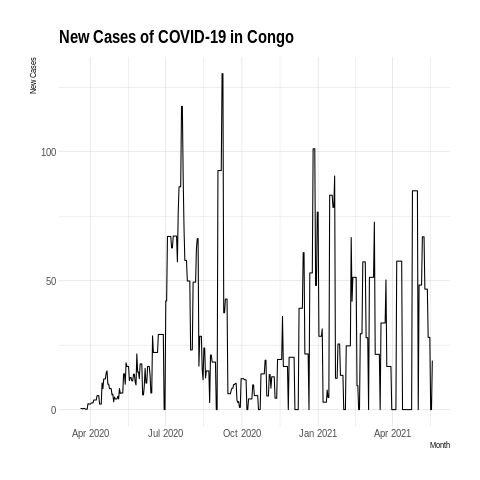 New Cases of COVID-19 in Congo
New Cases
100
50
0
Apr 2020 Jul 2020 Oct 2020 Jan 2021 Apr 2021
Month